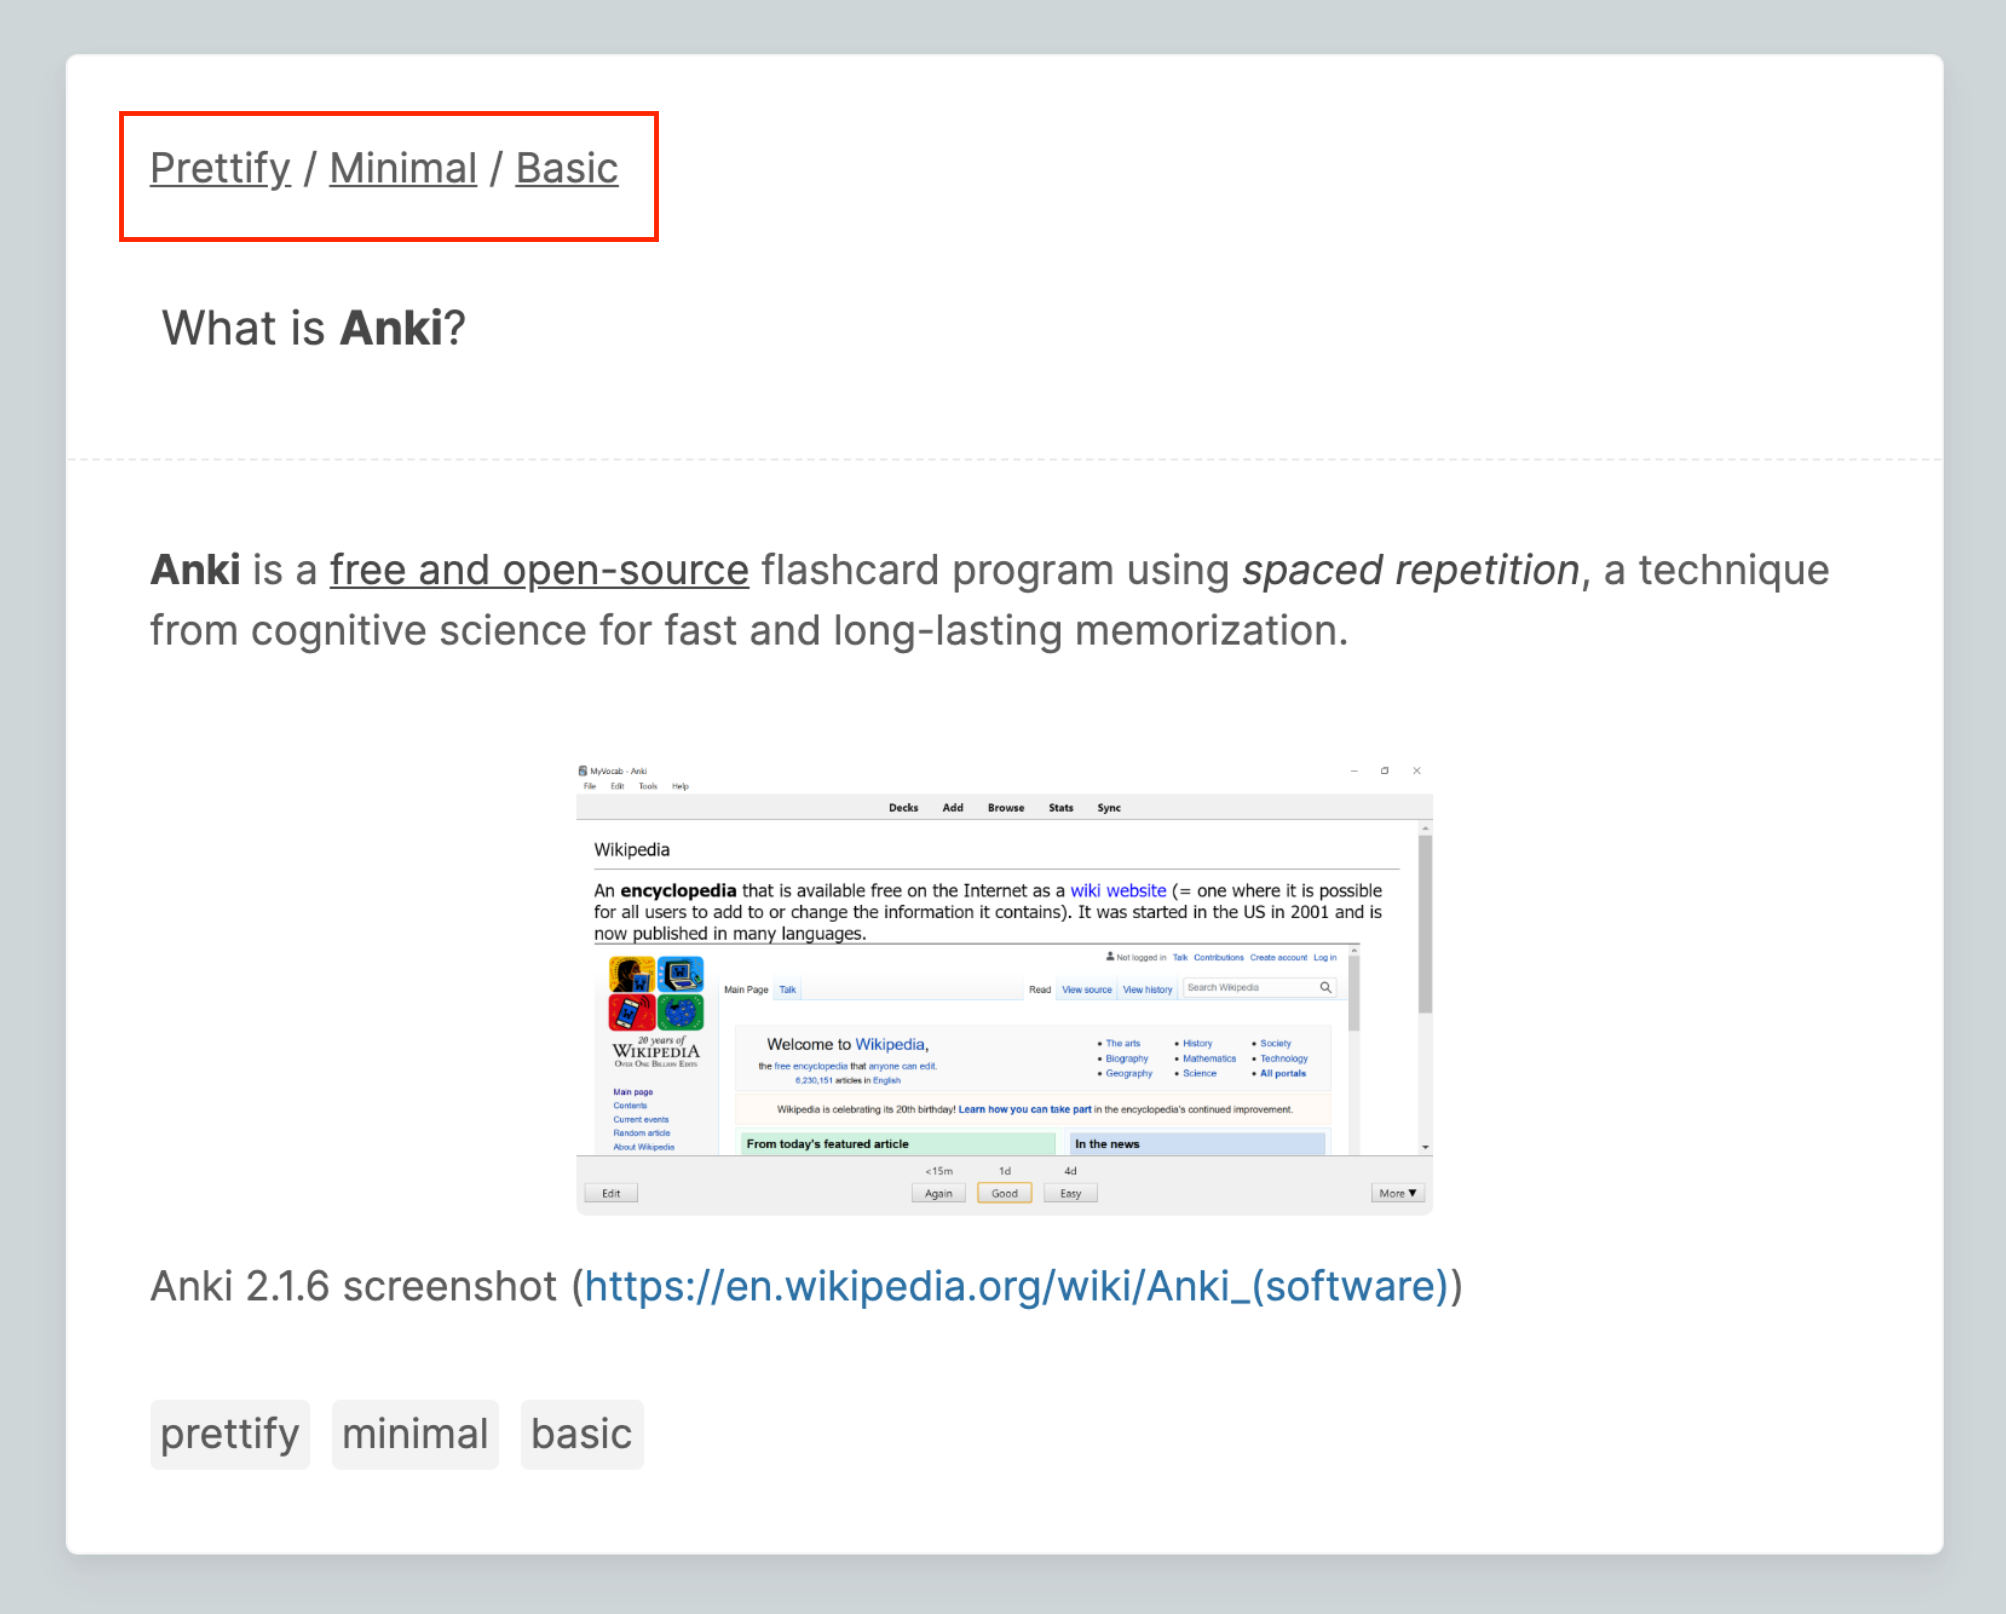 Prettify / Minimal / Basic
What is Anki?
Anki is a free and open-source flashcard program using spaced repetition, a technique
from cognitive science for fast and long-lasting memorization.
MyVocab - Anki
File Edit Tools Help
Decks Add Browse Stats Sync
Wikipedia
An encyclopedia that is available free on the Internet as a wiki website (= one where it is possible
for all users to add to or change the information it contains). It was started in the US in 2001 and is
now published in many languages.
Not logged in Talk Contributions Create account Log in
Main Page Talk Read View source View history Search Wikipedia
20 years of
WIKIPEDIA
OVER ONE BILLION EDITS
Main page
Contents
Current events
Random article
About Wikipedia
Welcome to Wikipedia,
the free encyclopedia that anyone can edit.
6,230,151 articles in English
• The arts • History • Society
• Biography • Mathematics • Technology
• Geography • Science • All portals
Wikipedia is celebrating its 20th birthday! Learn how you can take part in the encyclopedia's continued improvement.
From today's featured article In the news
<15m 1d 4d
Edit Again Good Easy More ▼
Anki 2.1.6 screenshot (https://en.wikipedia.org/wiki/Anki_(software))
prettify minimal basic